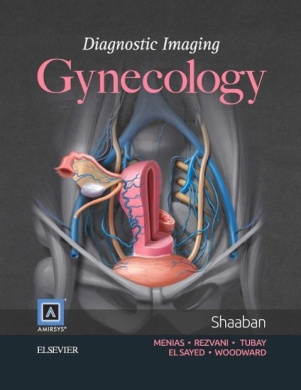 Diagnostic Imaging
Gynecology
Shaaban
AMIRSYS®
MENIAS • REZVANI • TUBAY
ELSEVIER
EL SAYED • WOODWARD